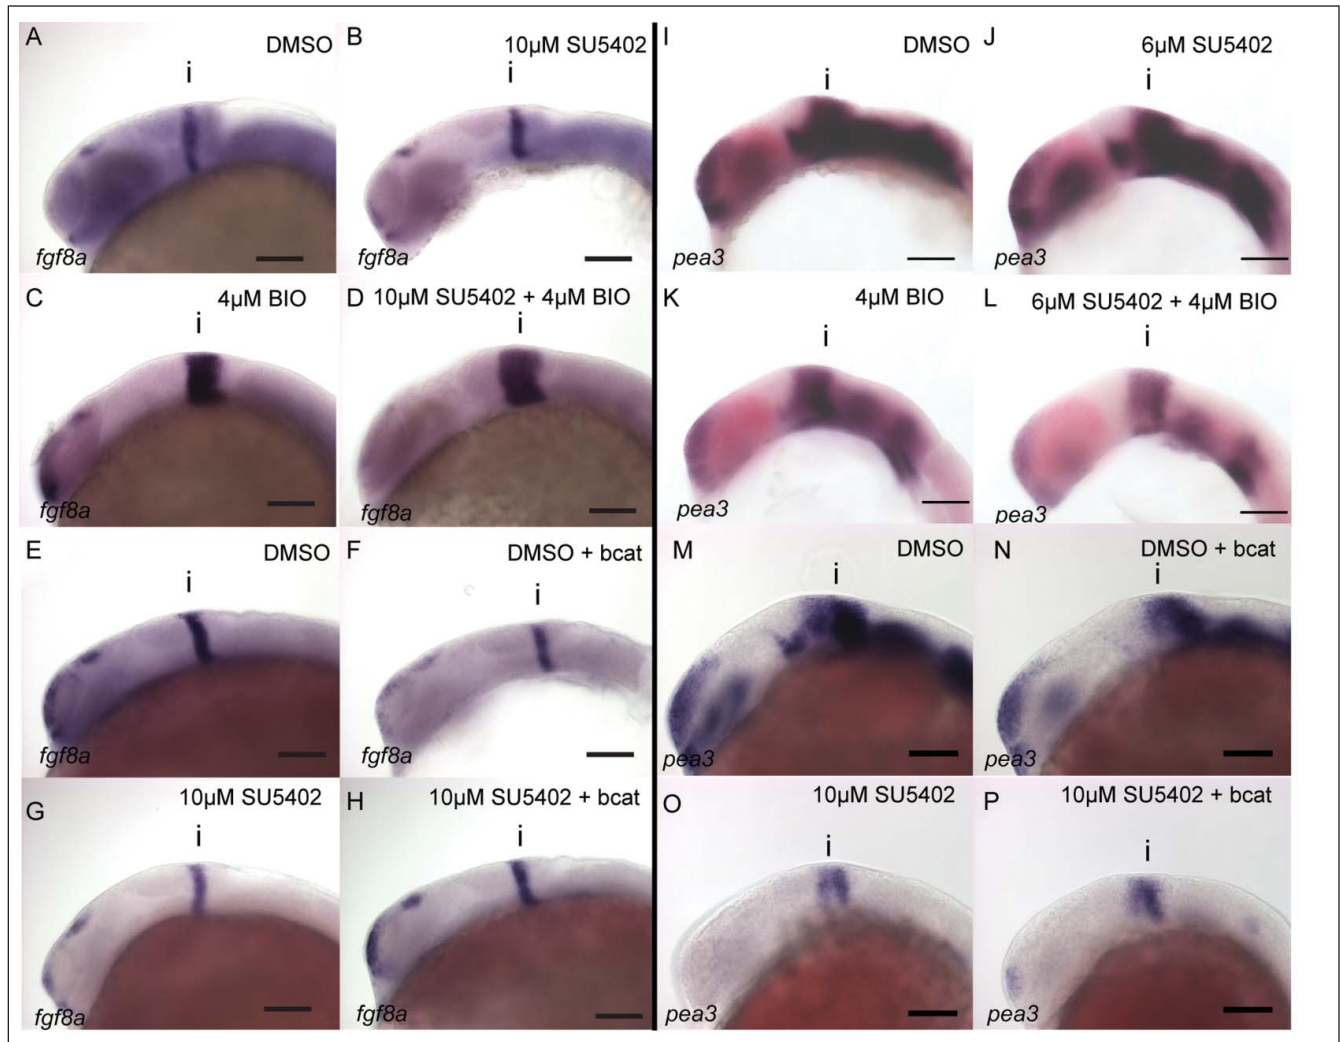 A DMSO
i
fgf8a
B 10µM SU5402
i
fgf8a
I DMSO
i
pea3
J 6µM SU5402
i
pea3
C 4µM BIO
i
fgf8a
D 10µM SU5402 + 4µM BIO
i
fgf8a
K 4µM BIO
i
pea3
L 6µM SU5402 + 4µM BIO
i
pea3
E DMSO
i
fgf8a
F DMSO + bcat
i
fgf8a
M DMSO
i
pea3
N DMSO + bcat
i
pea3
G 10µM SU5402
i
fgf8a
H 10µM SU5402 + bcat
i
fgf8a
O 10µM SU5402
i
pea3
P 10µM SU5402 + bcat
i
pea3